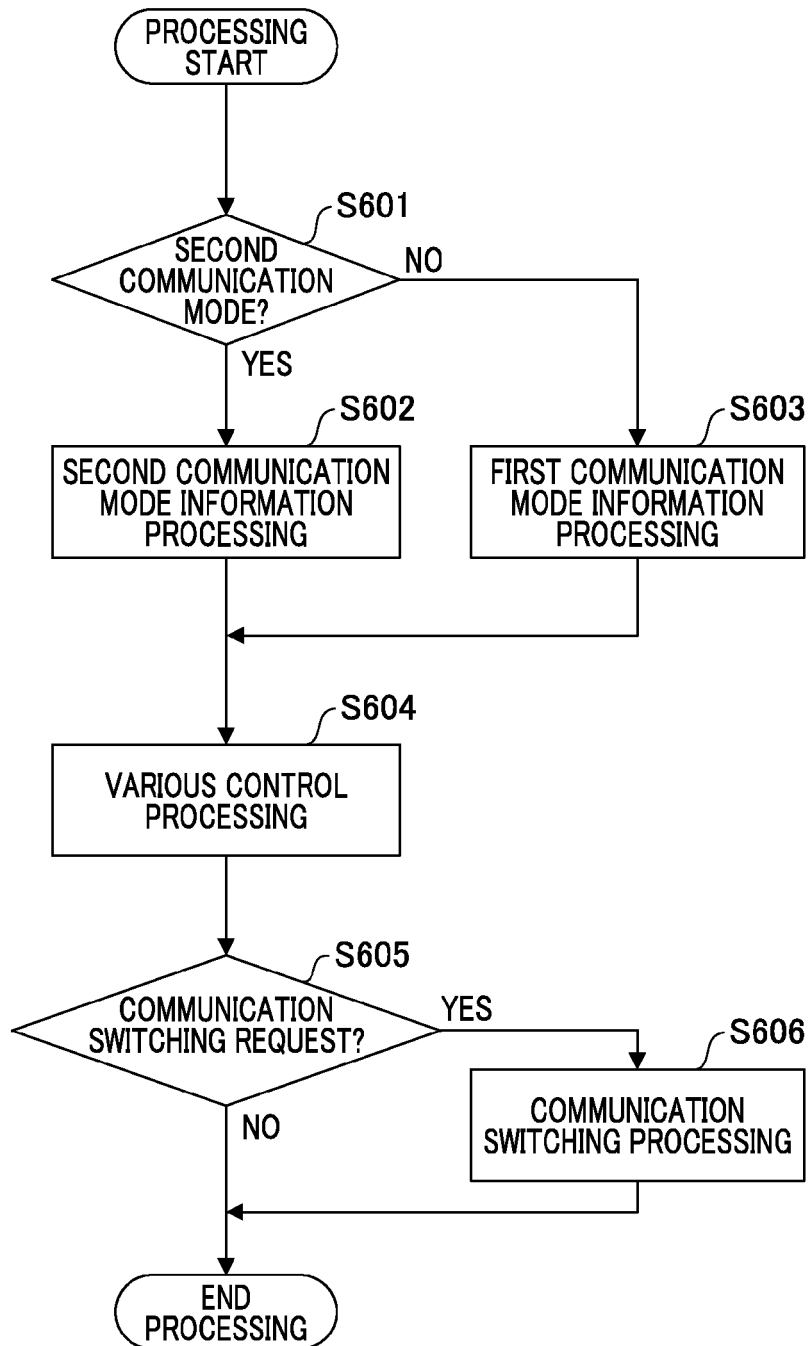 PROCESSING
START
S601
SECOND
COMMUNICATION
MODE?
NO
YES
S602
SECOND COMMUNICATION
MODE INFORMATION
PROCESSING
S603
FIRST COMMUNICATION
MODE INFORMATION
PROCESSING
S604
VARIOUS CONTROL
PROCESSING
S605
COMMUNICATION
SWITCHING REQUEST?
YES
NO
S606
COMMUNICATION
SWITCHING PROCESSING
END
PROCESSING